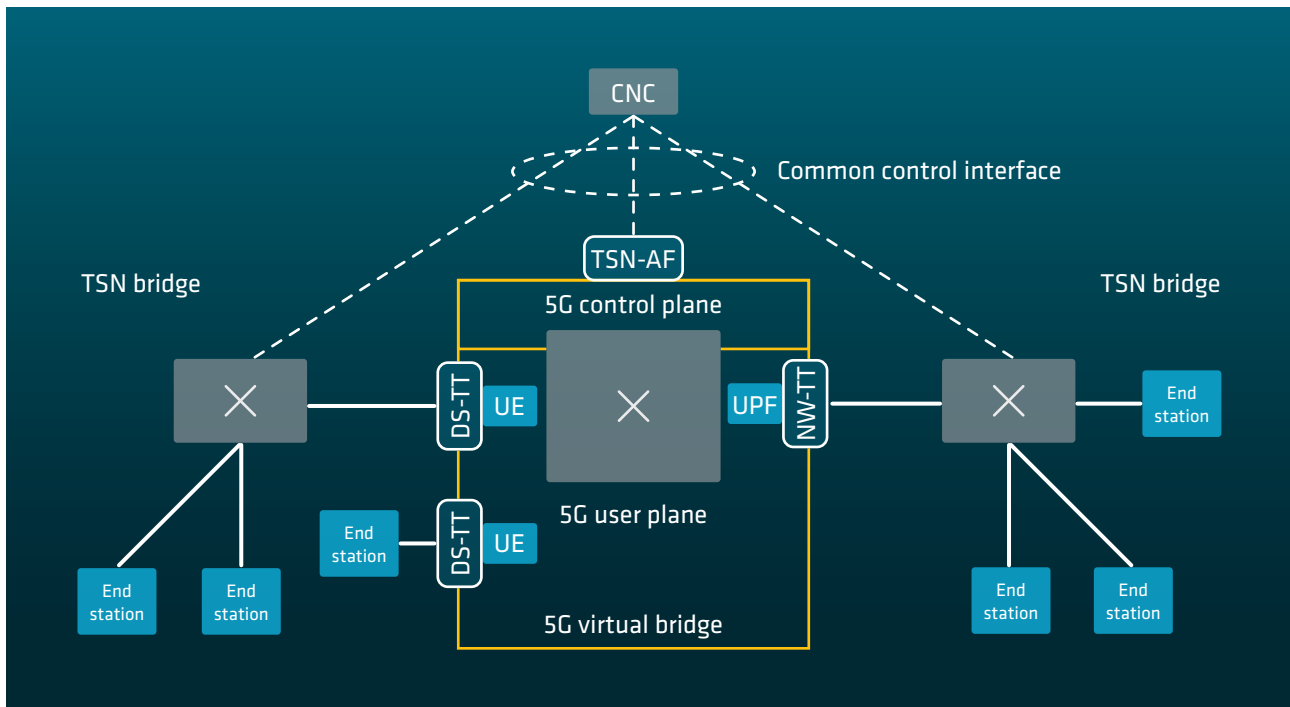 CNC
Common control interface
TSN-AF
TSN bridge
TSN bridge
5G control plane
DS-TT
UE
UPF
NW-TT
End
station
5G user plane
End
station
DS-TT
UE
End
station
End
station
5G virtual bridge
End
station
End
station